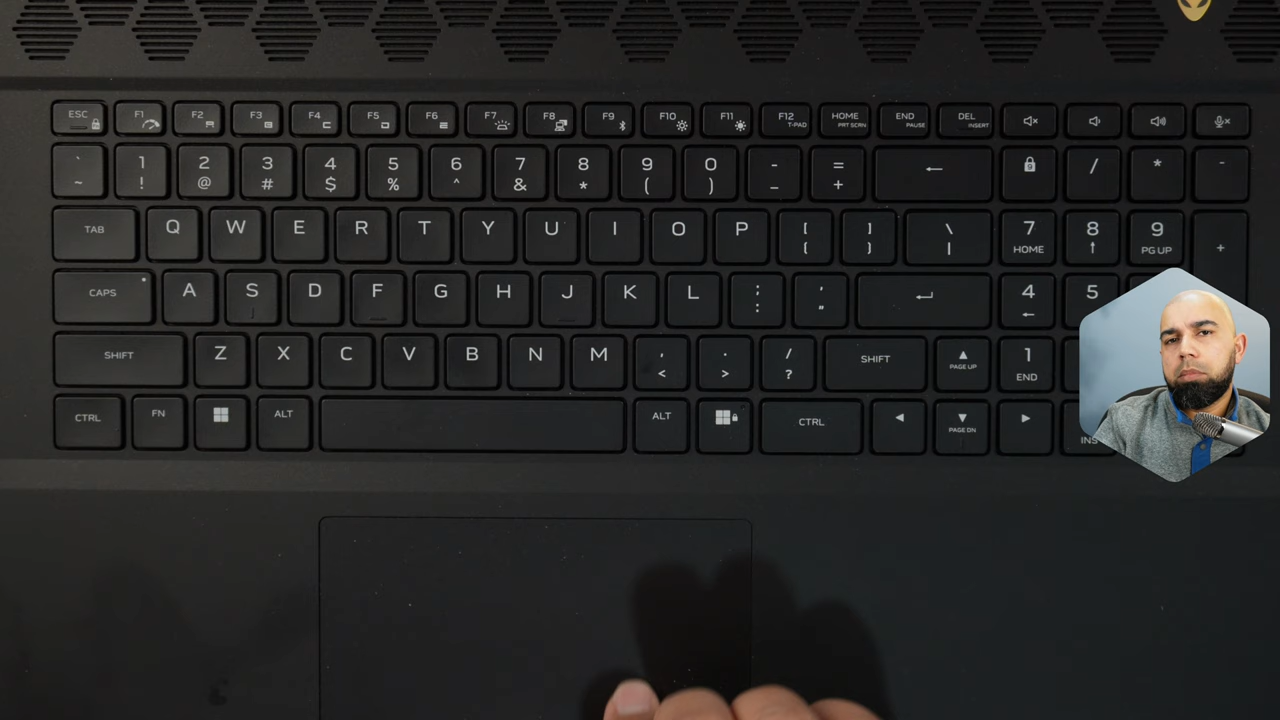 ESC F1 F2 F3 F4 F5 F6 F7 F8 F9 F10 F11 F12 T-PAD HOME PRT SCRN END PAUSE DEL INSERT
` ~ 1 ! 2 @ 3 # 4 $ 5 % 6 ^ 7 & 8 * 9 ( 0 ) - _ = + ← / * -
TAB Q W E R T Y U I O P [ { ] } \ | 7 HOME 8 ↑ 9 PG UP +
CAPS A S D F G H J K L ; : ' " ↵ 4 ← 5
SHIFT Z X C V B N M , < . > / ? SHIFT ▲ PAGE UP 1 END
CTRL FN ALT ALT CTRL ◀ ▼ PAGE DN ▶